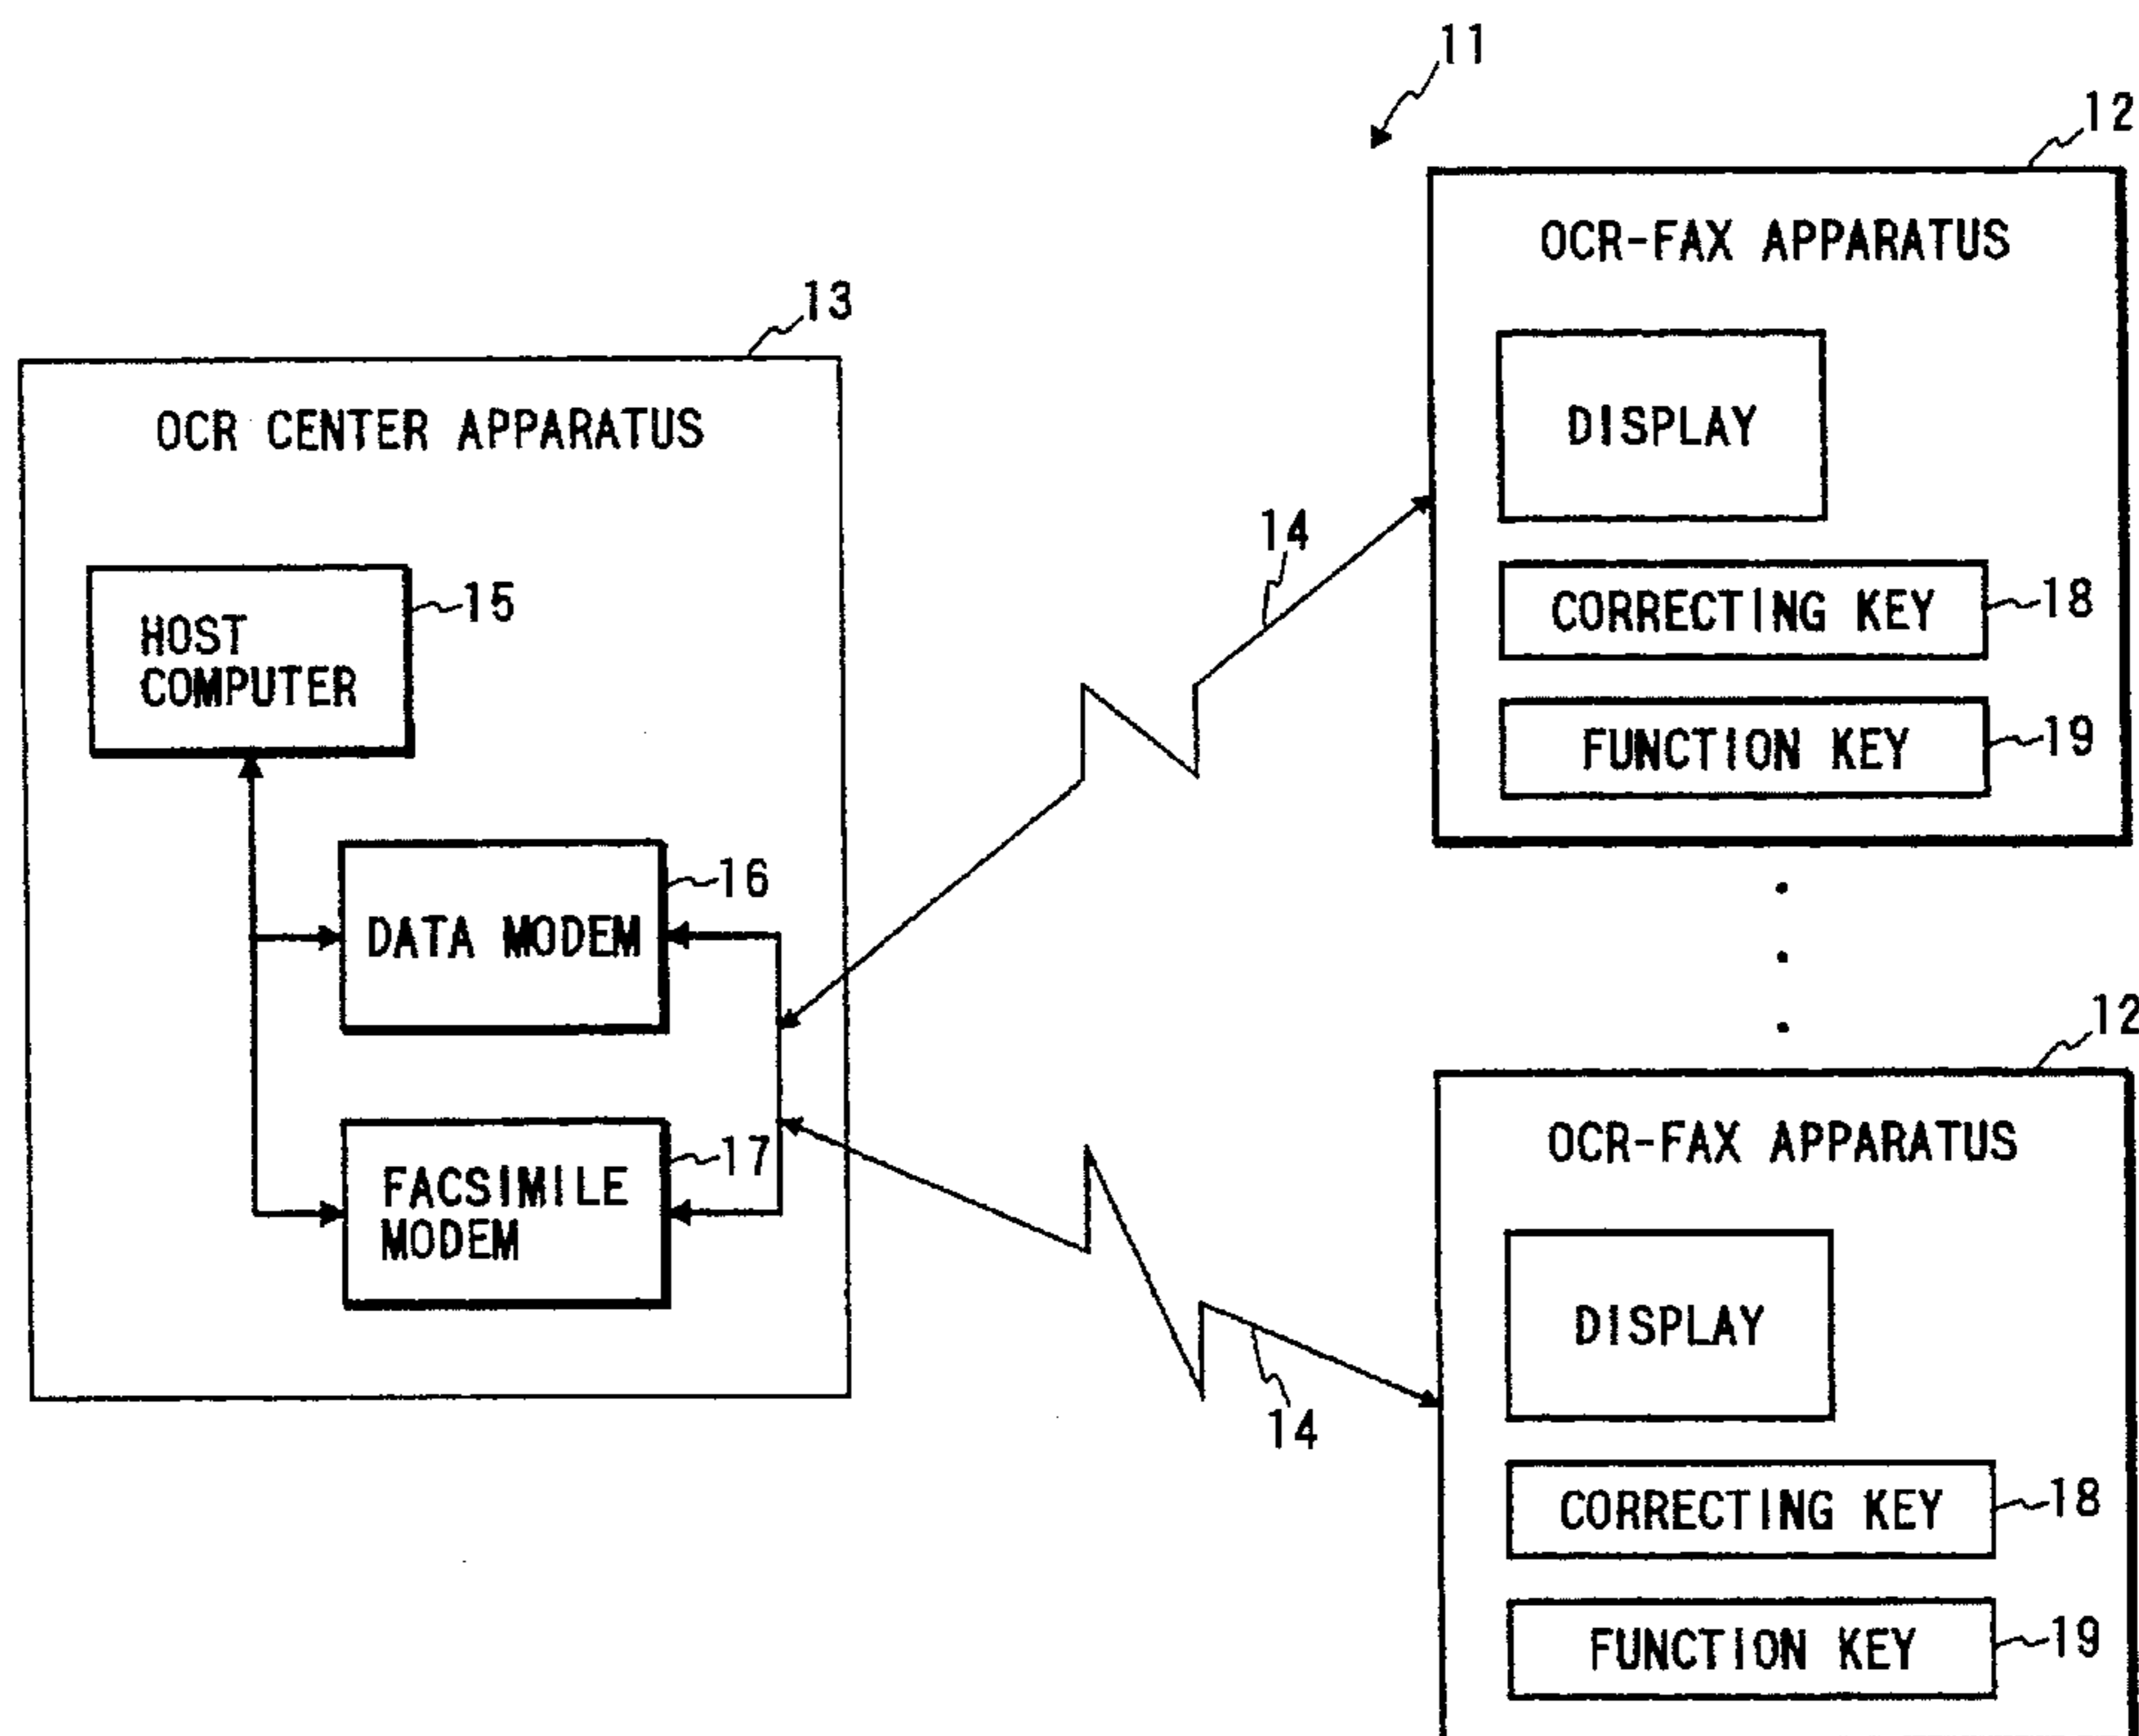 11
12
OCR-FAX APPARATUS
DISPLAY
CORRECTING KEY
18
FUNCTION KEY
19
13
OCR CENTER APPARATUS
HOST
COMPUTER
15
DATA MODEM
16
FACSIMILE
MODEM
17
14
14
12
OCR-FAX APPARATUS
DISPLAY
CORRECTING KEY
18
FUNCTION KEY
19